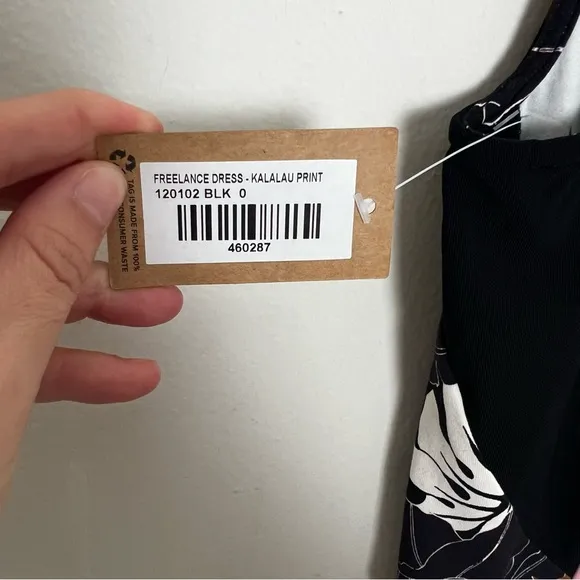 FREELANCE DRESS - KALALAU PRINT
120102 BLK 0
460287
TAG IS MADE FROM 100%
CONSUMER WASTE